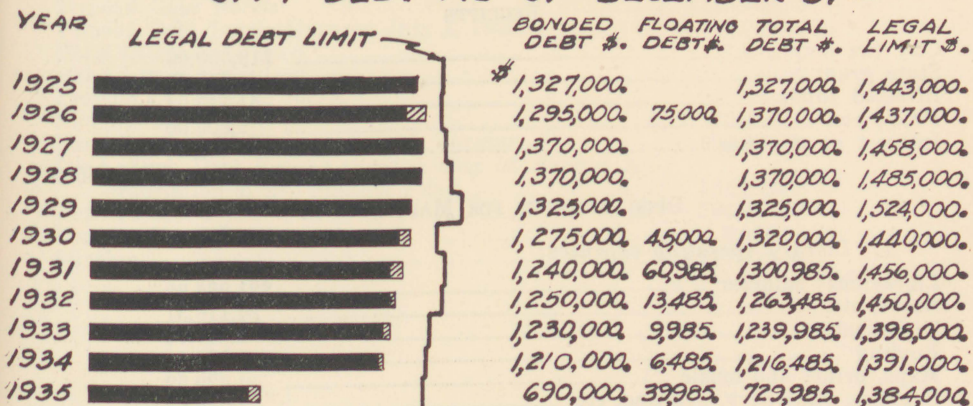 CITY DEBT AS OF DECEMBER 31
YEAR LEGAL DEBT LIMIT BONDED DEBT $. FLOATING DEBT $. TOTAL DEBT $. LEGAL LIMIT $.
1925 $ 1,327,000. 1,327,000. 1,443,000.
1926 1,295,000. 75,000. 1,370,000. 1,437,000.
1927 1,370,000. 1,370,000. 1,458,000.
1928 1,370,000. 1,370,000. 1,485,000.
1929 1,325,000. 1,325,000. 1,524,000.
1930 1,275,000. 45,000. 1,320,000. 1,440,000.
1931 1,240,000. 60,985. 1,300,985. 1,456,000.
1932 1,250,000. 13,485. 1,263,485. 1,450,000.
1933 1,230,000. 9,985. 1,239,985. 1,398,000.
1934 1,210,000. 6,485. 1,216,485. 1,391,000.
1935 690,000. 39,985. 729,985. 1,384,000.